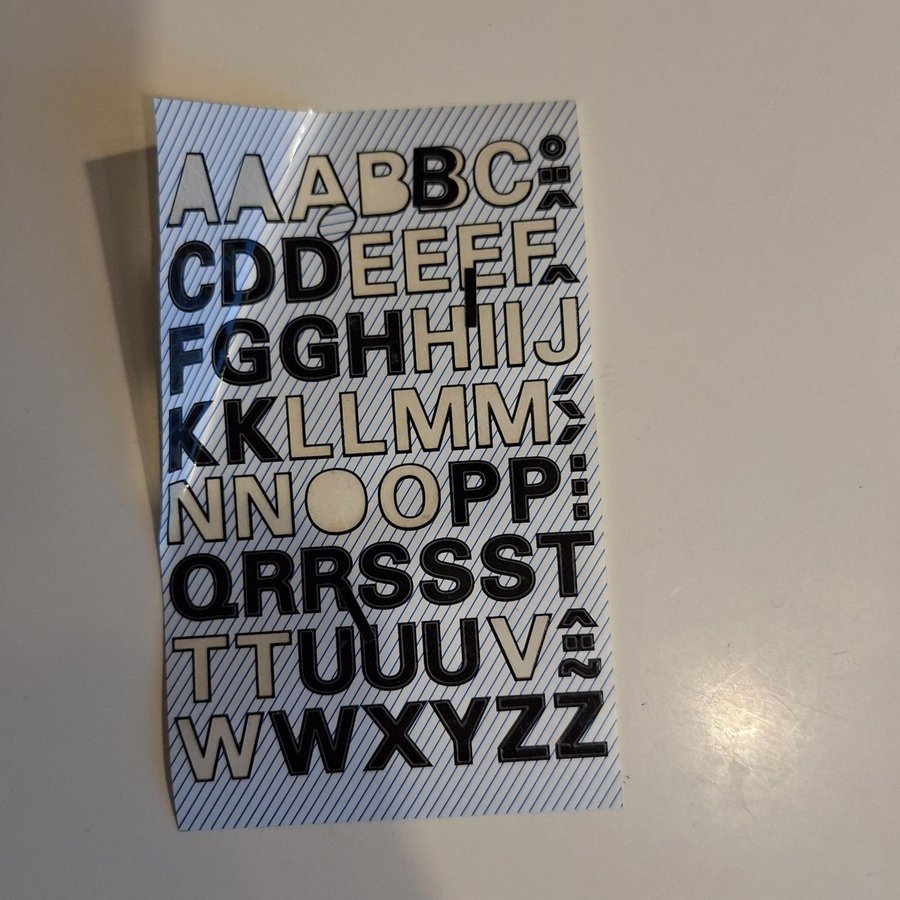 AAABBC
CDDEEEF
FGGHHIIJ
KKLLMM
NNOOPP
QRRSSST
TTUUUV
WWXYZZ